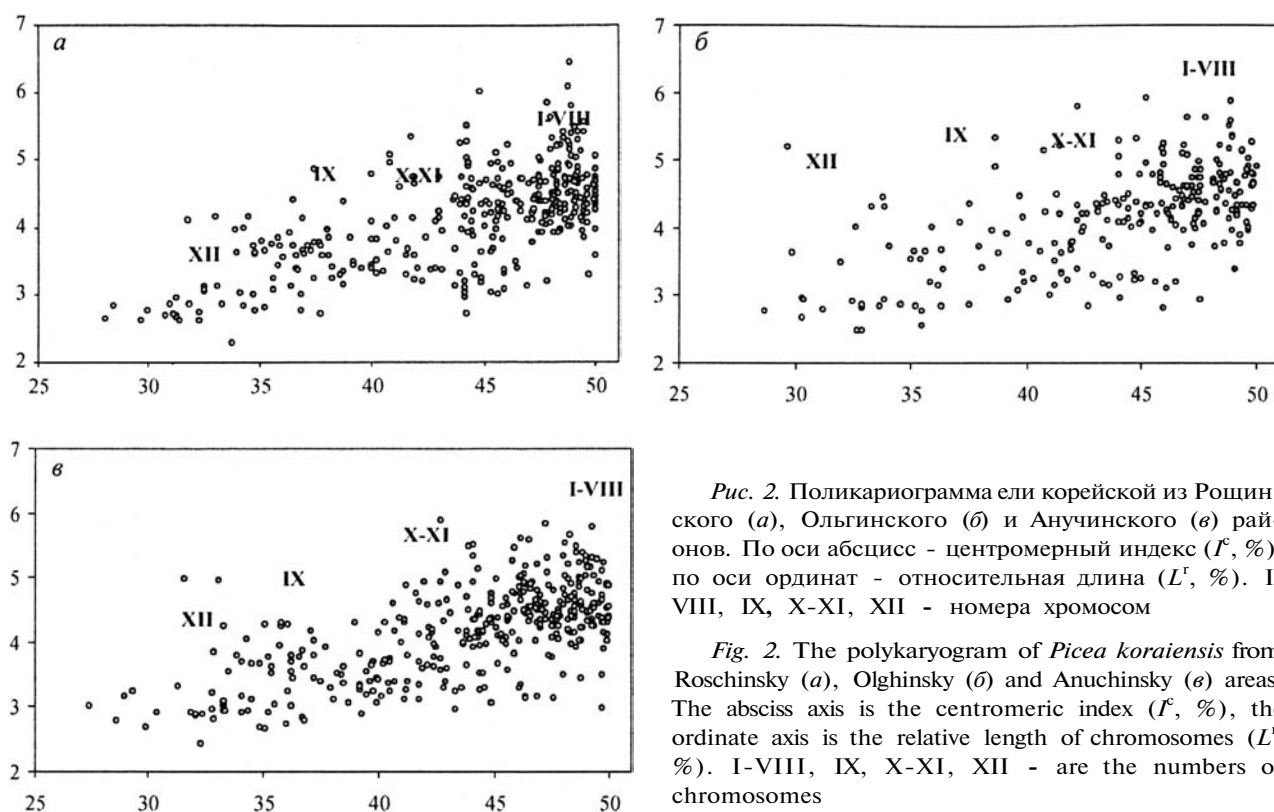 7
6
5
4
3
2
а
I-VIII
IX
X-XI
XII
25 30 35 40 45 50
7
6
5
4
3
2
б
I-VIII
IX
X-XI
XII
25 30 35 40 45 50
7
6
5
4
3
2
в
I-VIII
X-XI
IX
XII
25 30 35 40 45 50
Рис. 2. Поликариограмма ели корейской из Рощин
ского (а), Ольгинского (б) и Анучинского (в) рай
онов. По оси абсцисс - центромерный индекс (Iᶜ, %)
по оси ординат - относительная длина (Lʳ, %). I
VIII, IX, X-XI, XII - номера хромосом
Fig. 2. The polykaryogram of Picea koraiensis from
Roschinsky (а), Olghinsky (б) and Anuchinsky (в) areas
The absciss axis is the centromeric index (Iᶜ, %), the
ordinate axis is the relative length of chromosomes (Lʳ
%). I-VIII, IX, X-XI, XII - are the numbers o
chromosomes